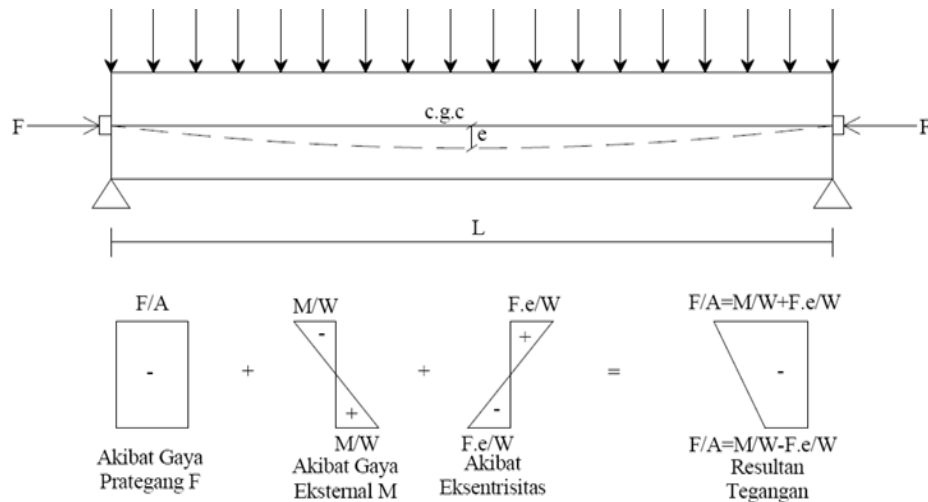 c.g.c
F
F
e
L
F/A
M/W
F.e/W
F/A=M/W+F.e/W
-
+
-
+
+
+
-
=
-
M/W
F.e/W
F/A=M/W-F.e/W
Akibat Gaya
Prategang F
Akibat Gaya
Eksternal M
Akibat
Eksentrisitas
Resultan
Tegangan